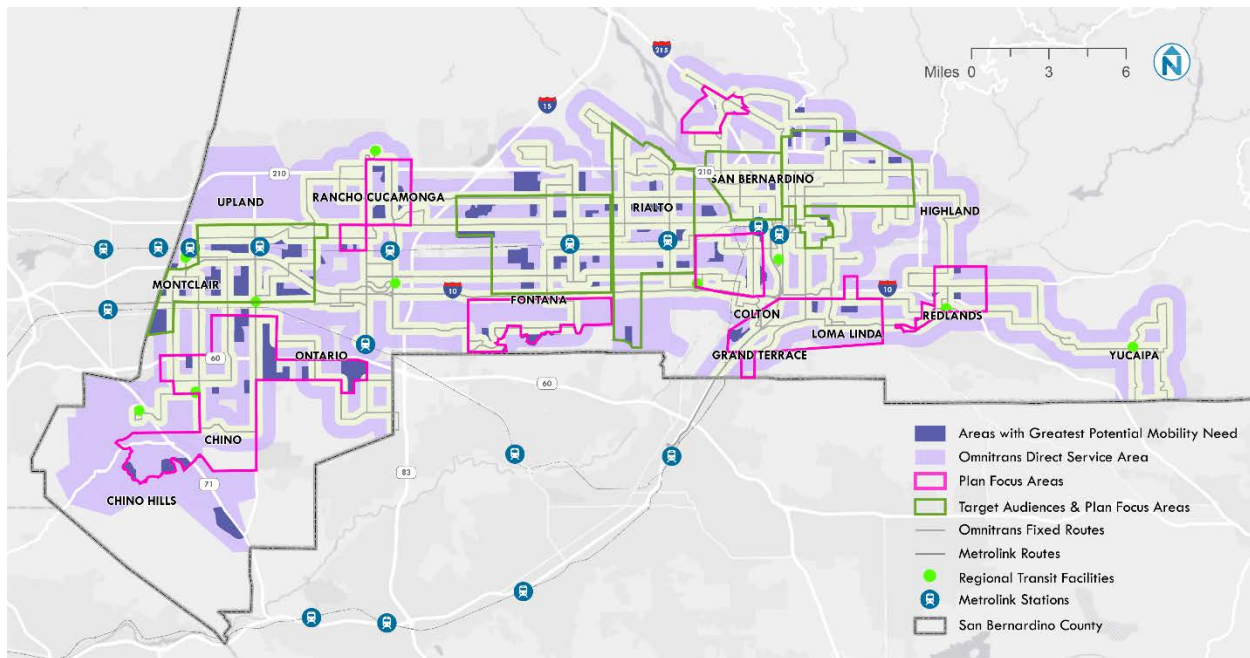 215
Miles 0 3 6
N
15
210
UPLAND
RANCHO CUCAMONGA
RIALTO
210
SAN BERNARDINO
HIGHLAND
MONTCLAIR
10
FONTANA
10
COLTON
LOMA LINDA
REDLANDS
YUCAIPA
60
ONTARIO
GRAND TERRACE
60
CHINO
83
71
CHINO HILLS
Areas with Greatest Potential Mobility Need
Omnitrans Direct Service Area
Plan Focus Areas
Target Audiences & Plan Focus Areas
Omnitrans Fixed Routes
Metrolink Routes
Regional Transit Facilities
Metrolink Stations
San Bernardino County